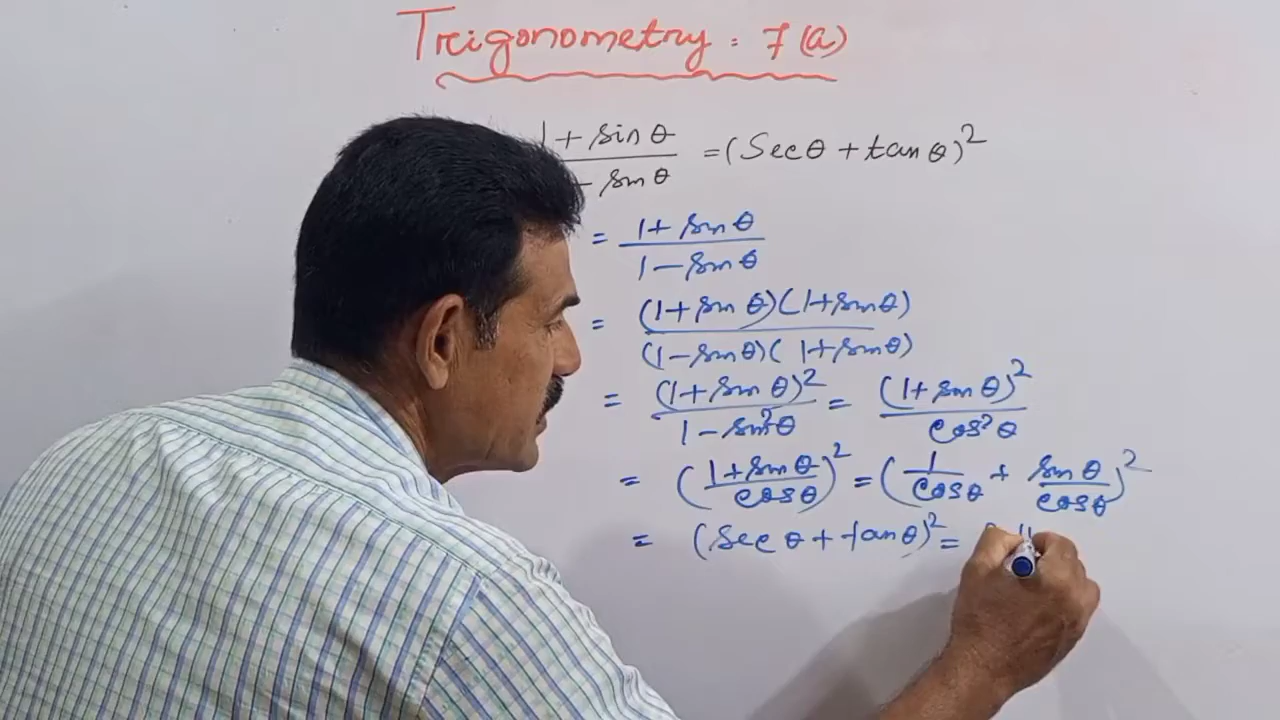 Trigonometry : 7(a)
1 + sin θ / - sin θ = (Sec θ + tan θ)²
= 1 + sin θ / 1 - sin θ
= (1 + sin θ)(1 + sin θ) / (1 - sin θ)(1 + sin θ)
= (1 + sin θ)² / 1 - sin² θ = (1 + sin θ)² / cos² θ
= (1 + sin θ / cos θ)² = (1 / cos θ + sin θ / cos θ)²
= (Sec θ + tan θ)² =